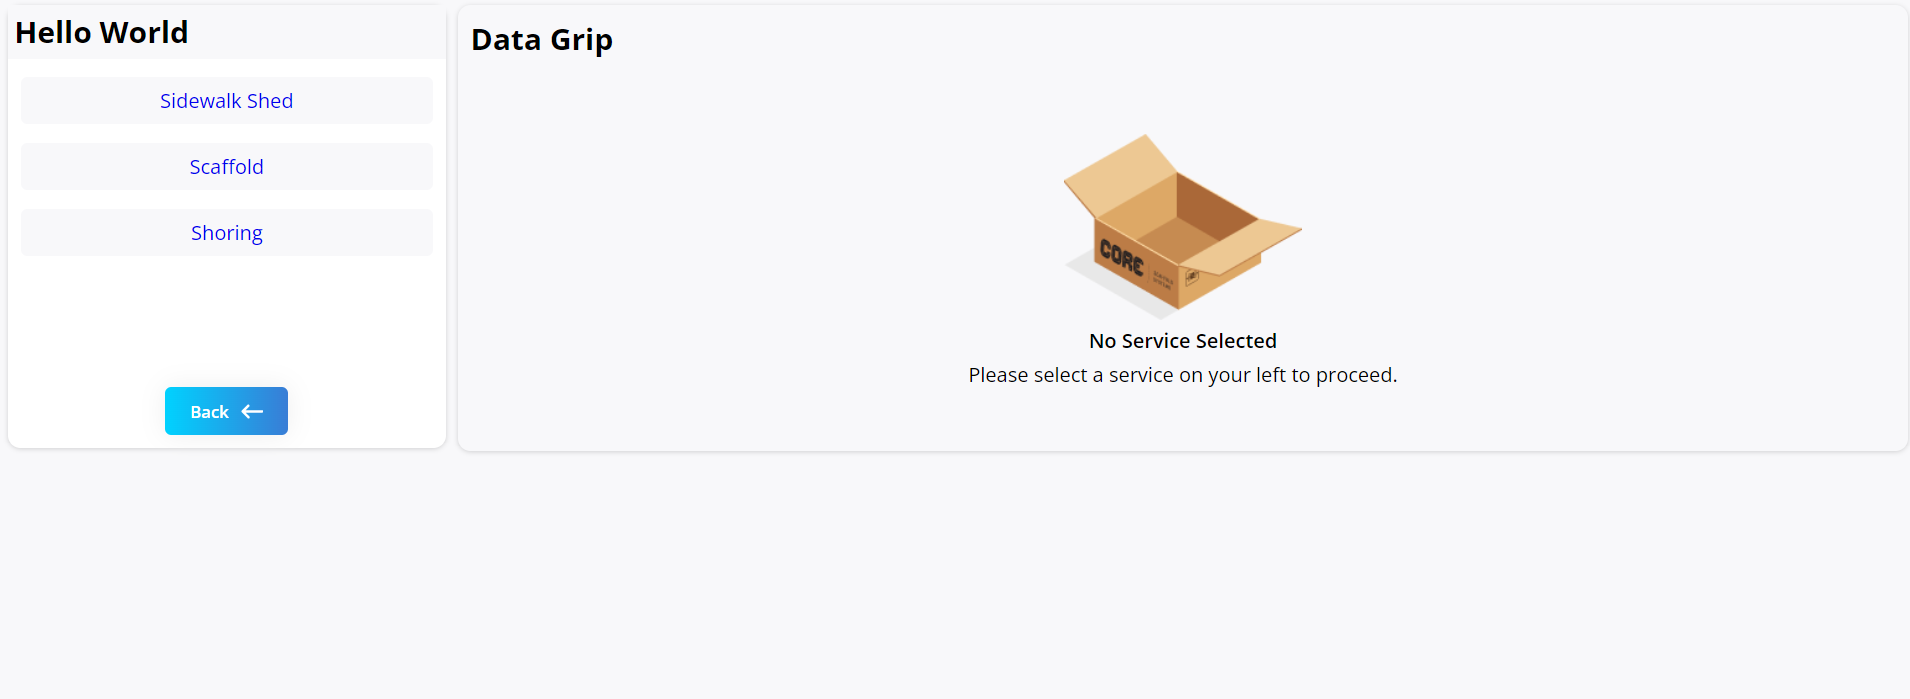 Hello World
Sidewalk Shed
Scaffold
Shoring
Back
Data Grip
CORE
No Service Selected
Please select a service on your left to proceed.